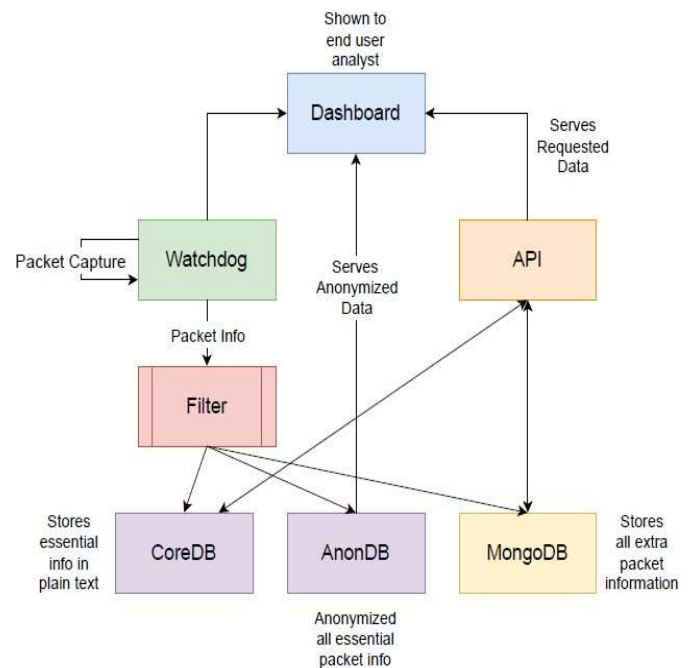 Shown to
end user
analyst
Dashboard
Serves
Requested
Data
Packet Capture
Watchdog
Serves
Anonymized
Data
API
Packet Info
Filter
Stores
essential
info in
plain text
CoreDB
AnonDB
MongoDB
Stores
all extra
packet
information
Anonymized
all essential
packet info